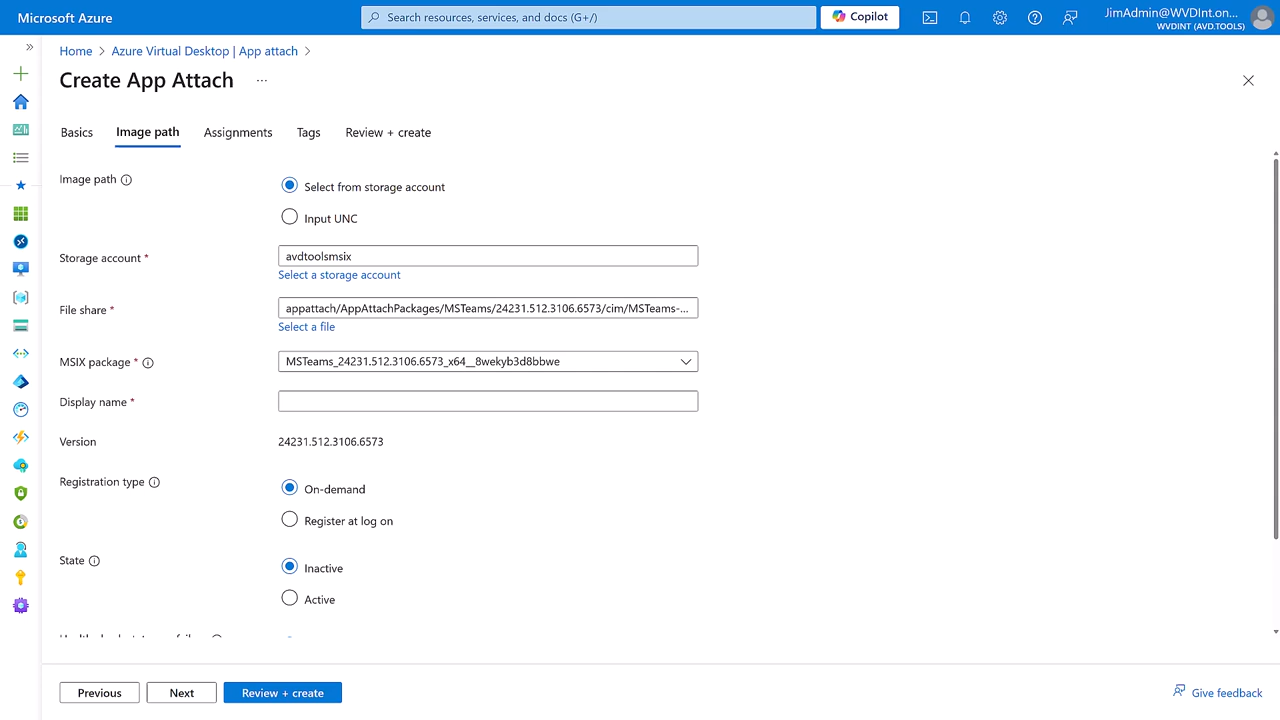 Microsoft Azure
Search resources, services, and docs (G+/)
Copilot
JimAdmin@WVDInt.on...
WVDINT (AVD.TOOLS)
Home > Azure Virtual Desktop | App attach >
Create App Attach ...
Basics
Image path
Assignments
Tags
Review + create
Image path
Select from storage account
Input UNC
Storage account *
avdtoolsmsix
Select a storage account
File share *
appattach/AppAttachPackages/MSTeams/24231.512.3106.6573/cim/MSTeams-...
Select a file
MSIX package *
MSTeams_24231.512.3106.6573_x64__8wekyb3d8bbwe
Display name *
Version
24231.512.3106.6573
Registration type
On-demand
Register at log on
State
Inactive
Active
Previous
Next
Review + create
Give feedback